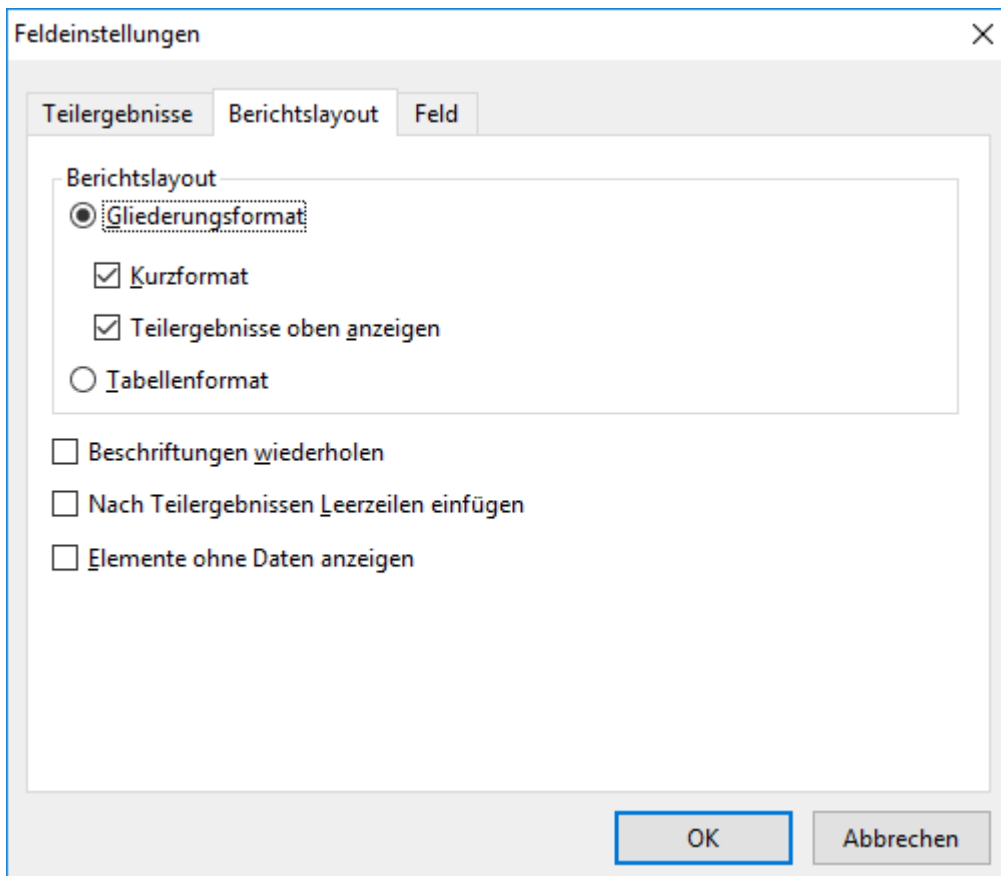 Feldeinstellungen
Teilergebnisse Berichtslayout Feld
Berichtslayout
Gliederungsformat
Kurzformat
Teilergebnisse oben anzeigen
Tabellenformat
Beschriftungen wiederholen
Nach Teilergebnissen Leerzeilen einfügen
Elemente ohne Daten anzeigen
OK Abbrechen